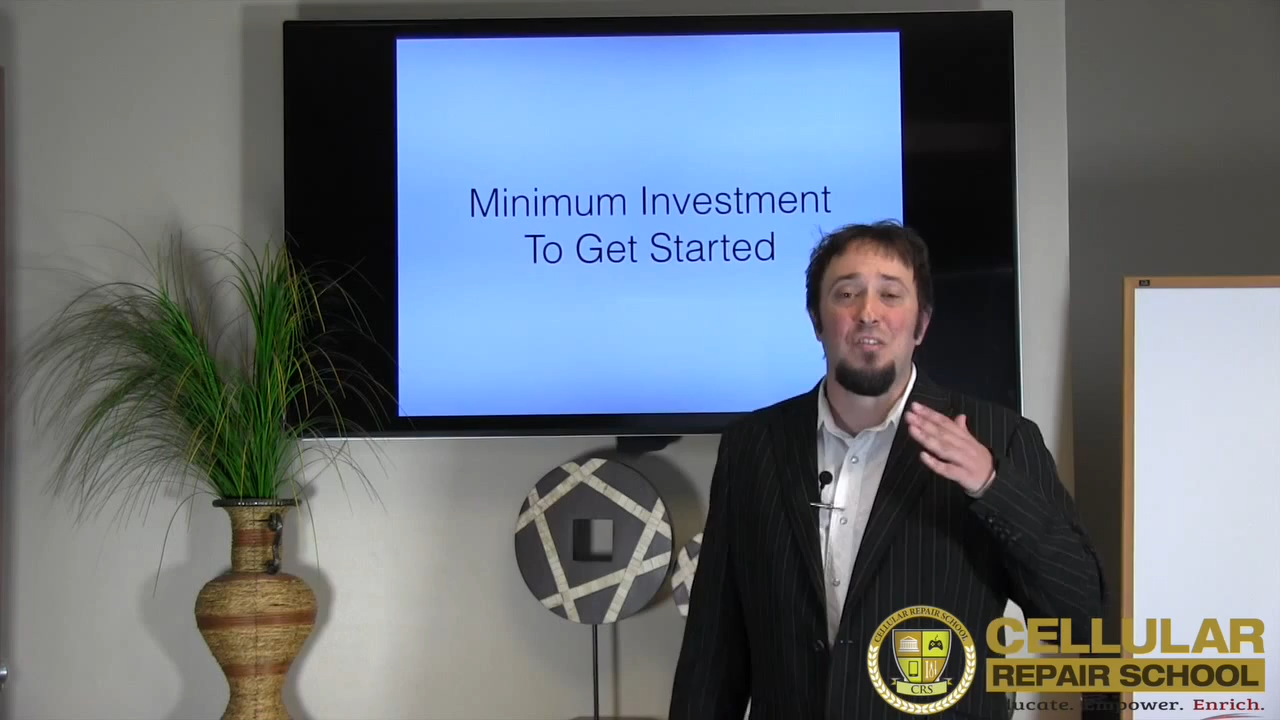 Minimum Investment
To Get Started
CELLULAR REPAIR SCHOOL
CRS
CELLULAR
REPAIR SCHOOL
Empower. Enrich.